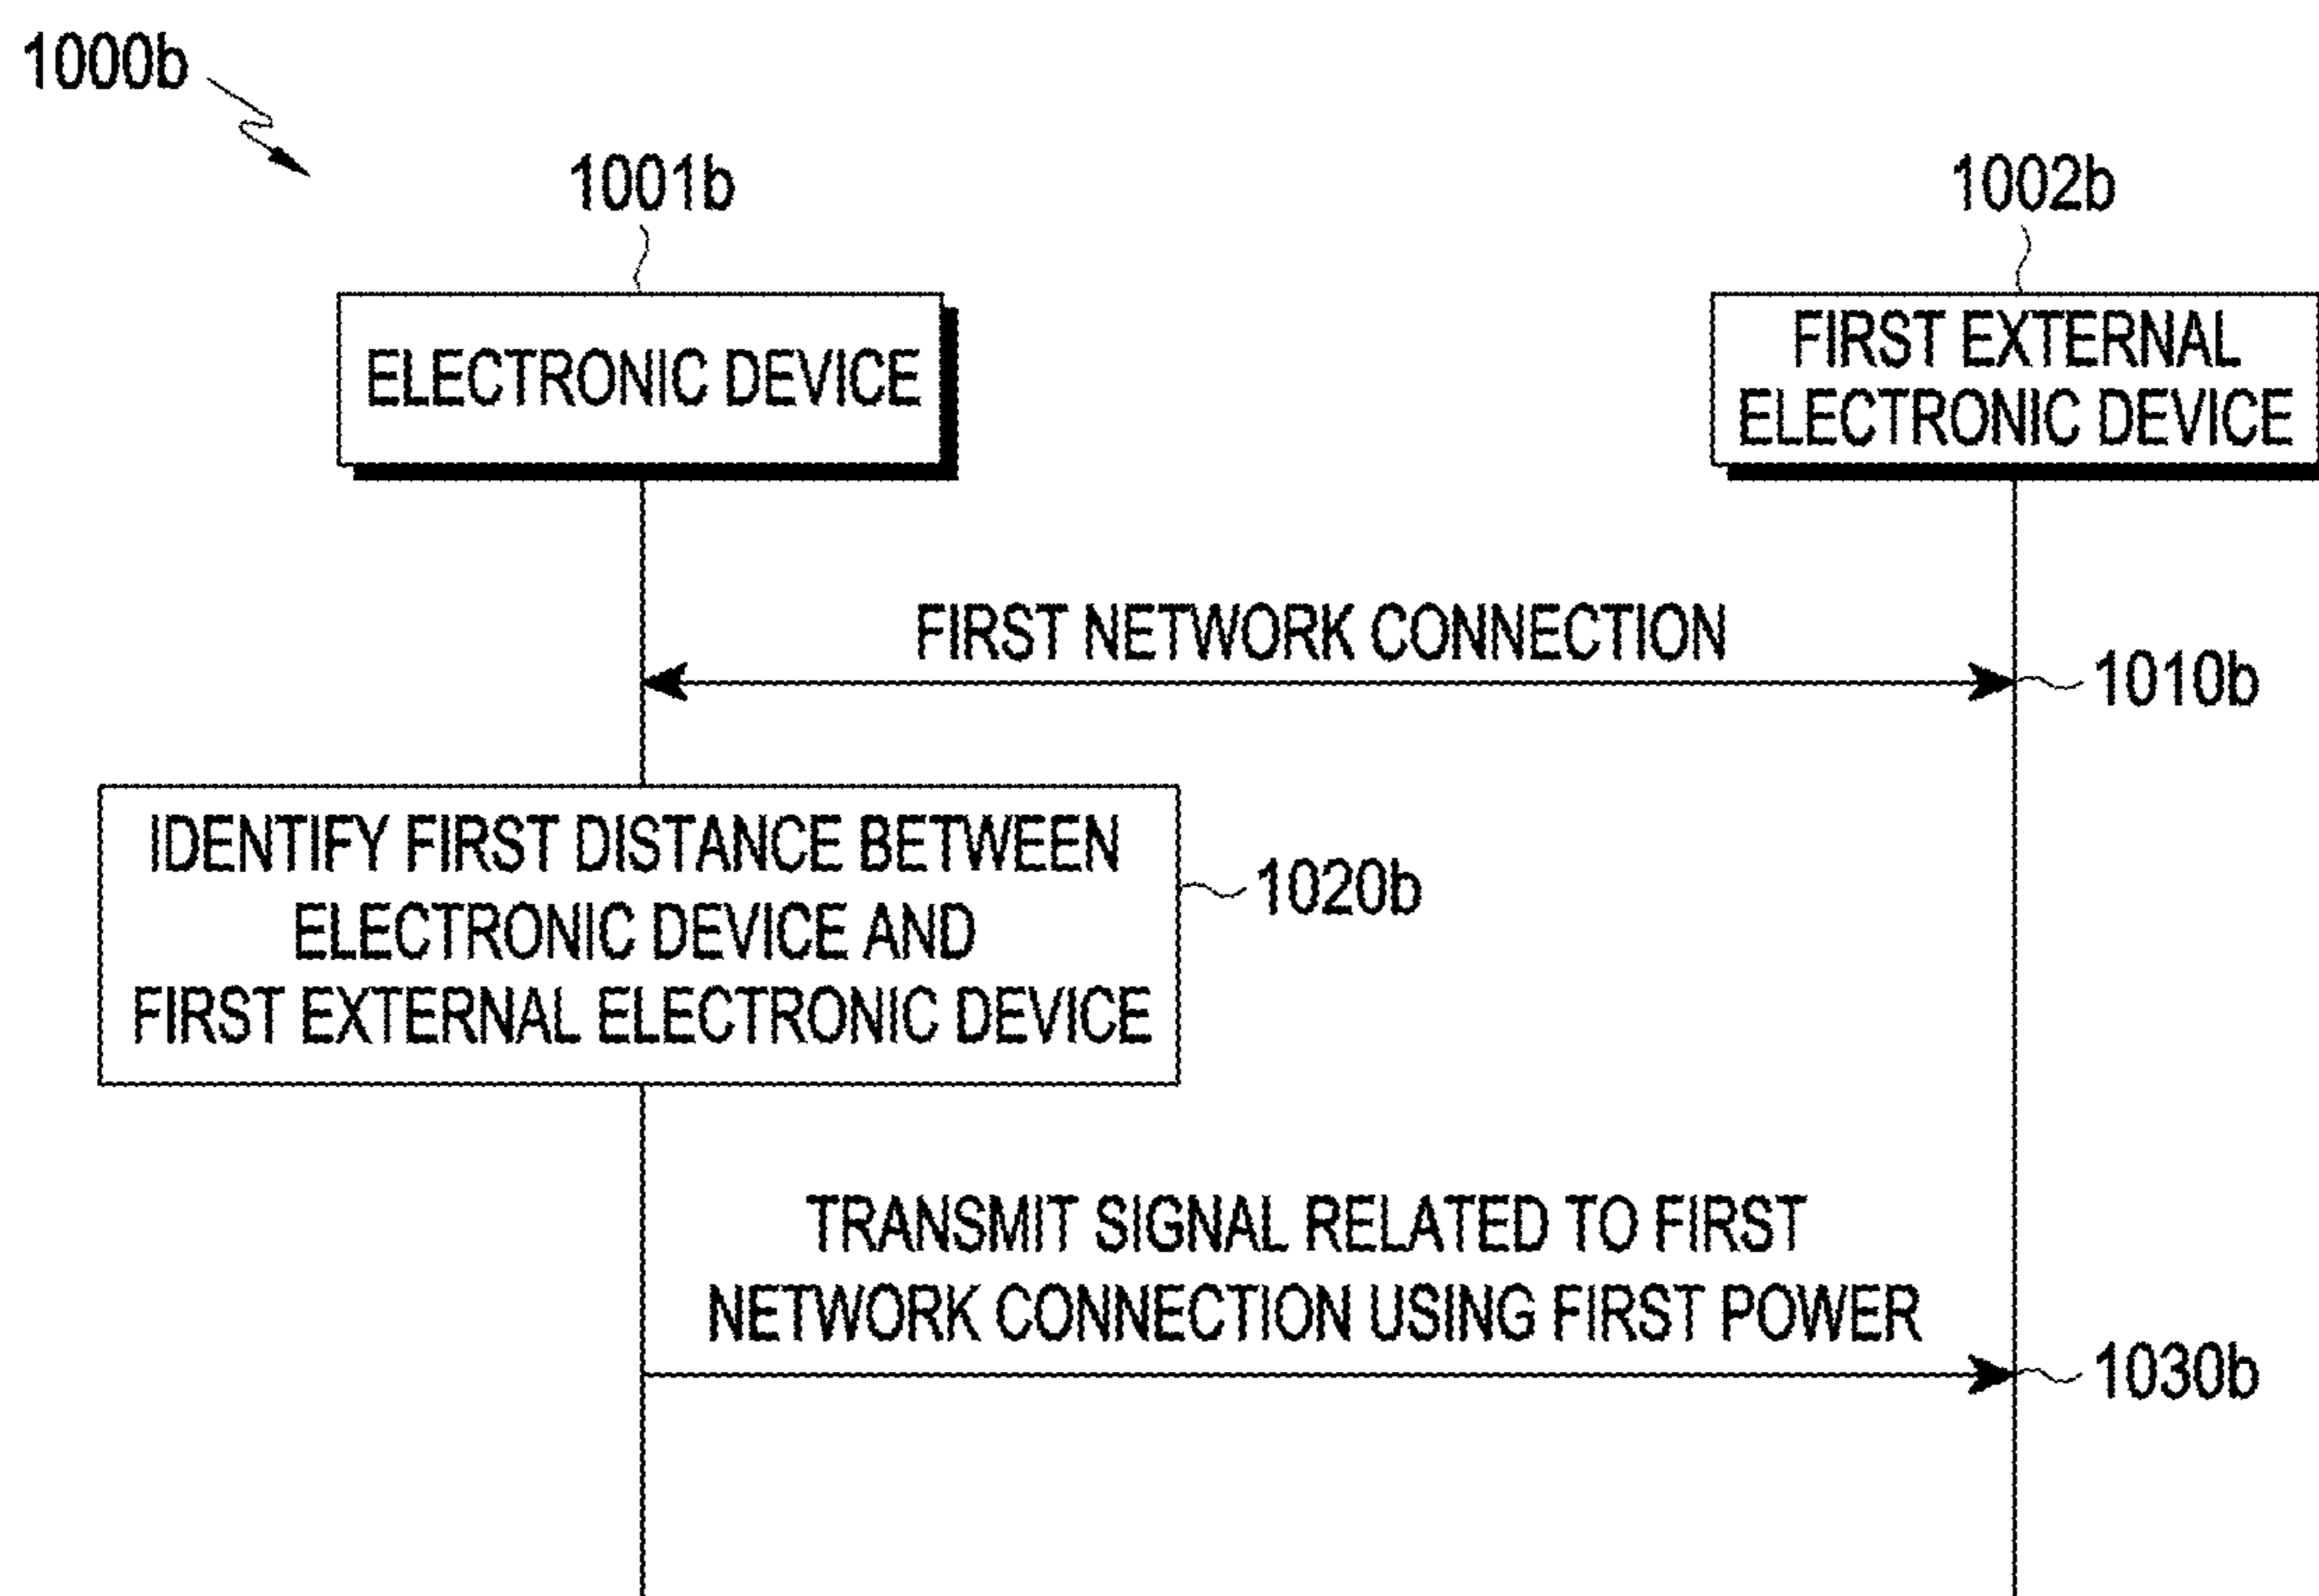 1000b
1001b
1002b
ELECTRONIC DEVICE
FIRST EXTERNAL
ELECTRONIC DEVICE
FIRST NETWORK CONNECTION
1010b
IDENTIFY FIRST DISTANCE BETWEEN
ELECTRONIC DEVICE AND
FIRST EXTERNAL ELECTRONIC DEVICE
1020b
TRANSMIT SIGNAL RELATED TO FIRST
NETWORK CONNECTION USING FIRST POWER
1030b